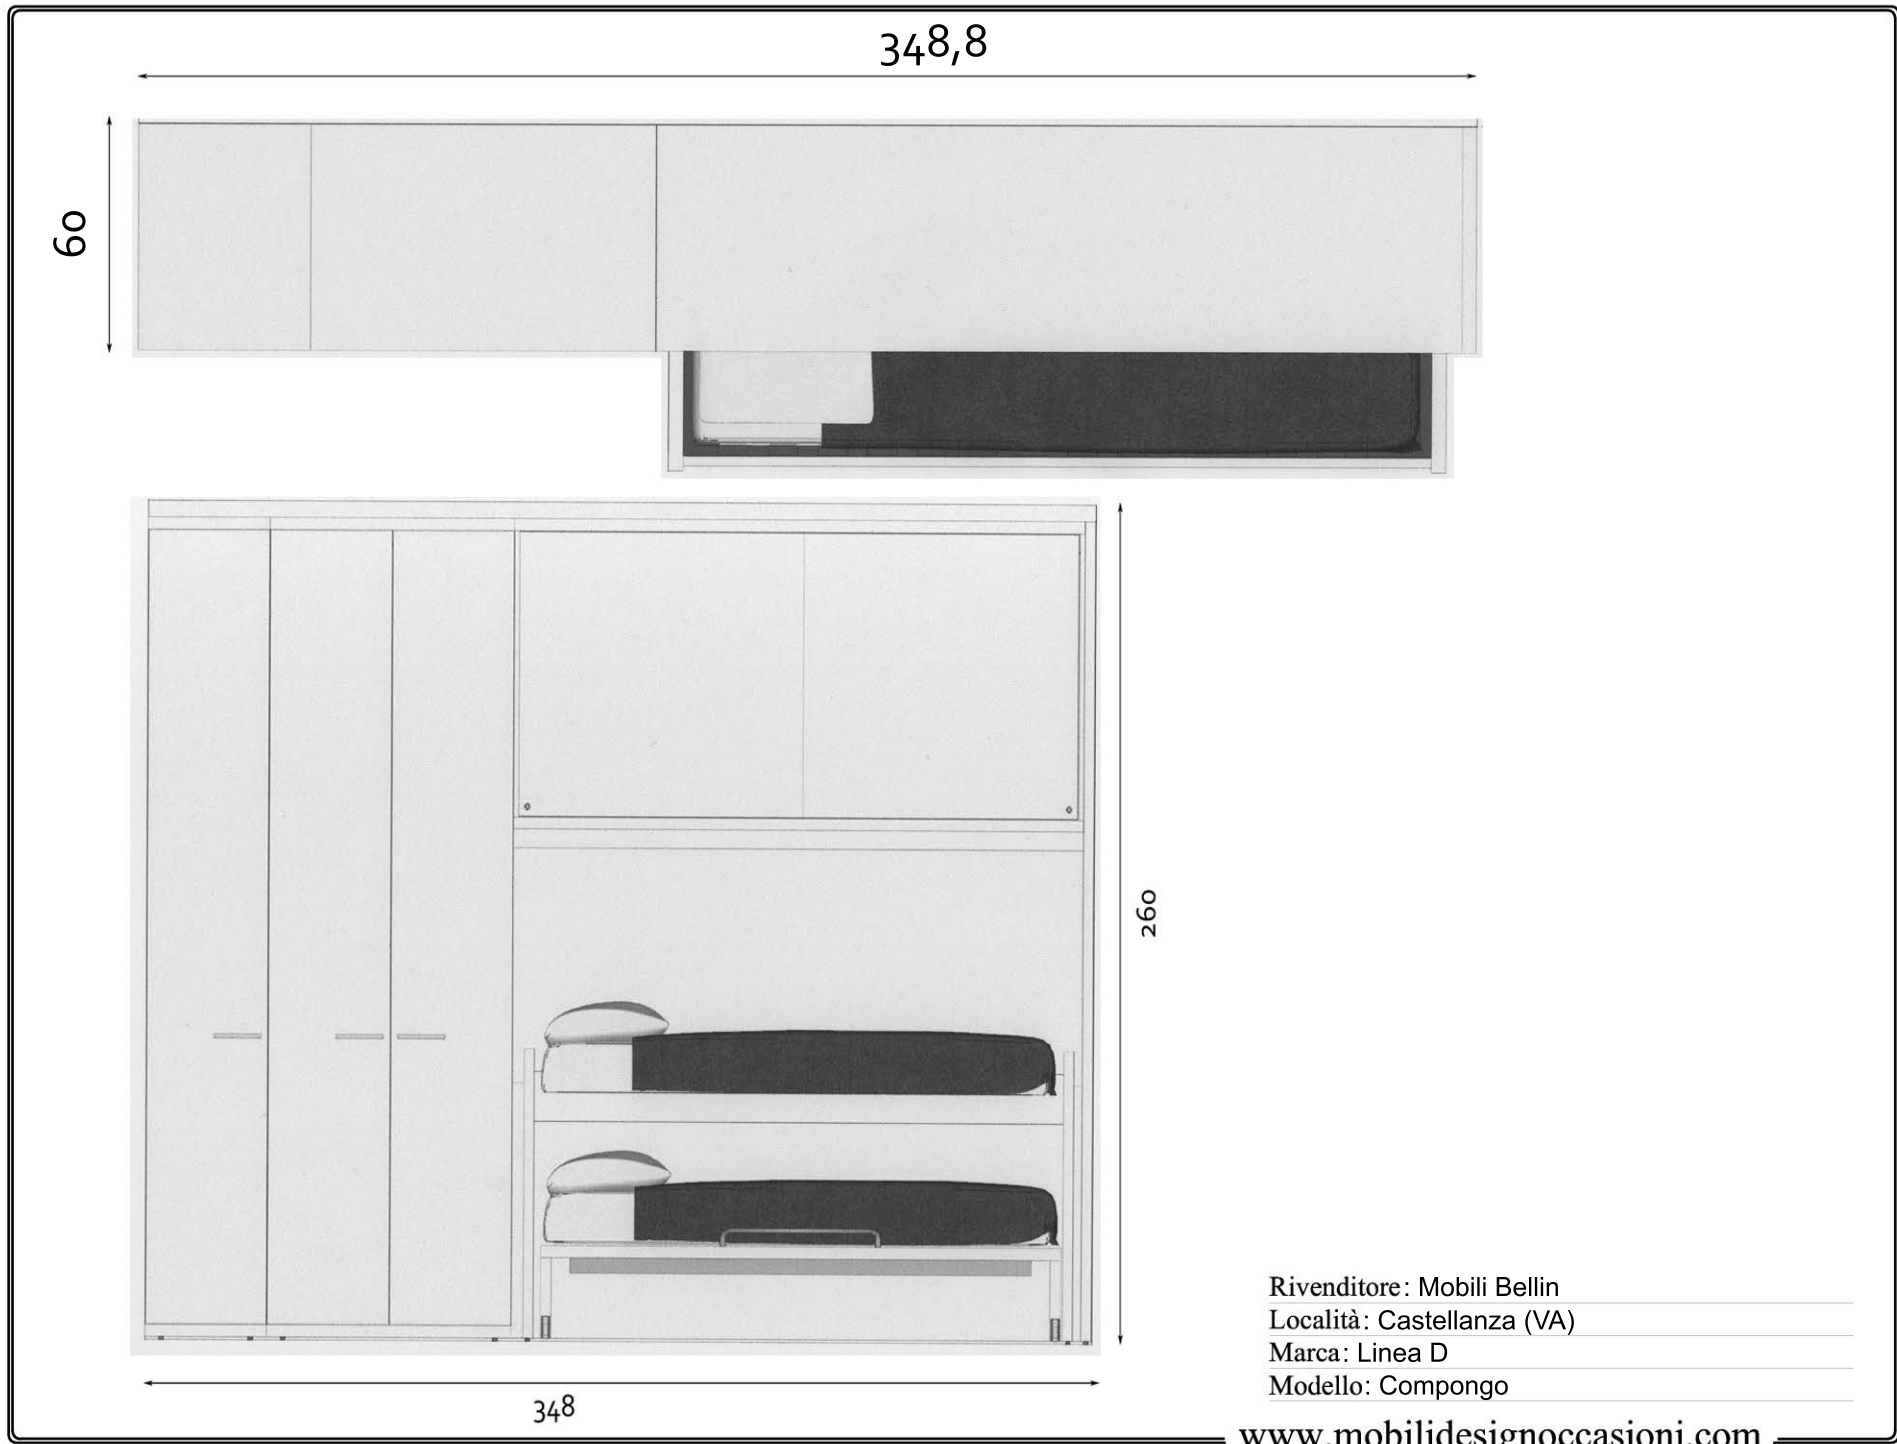 348,8
60
260
348
Rivenditore: Mobili Bellin
Località: Castellanza (VA)
Marca: Linea D
Modello: Compongo
www.mobilidesignoccasioni.com